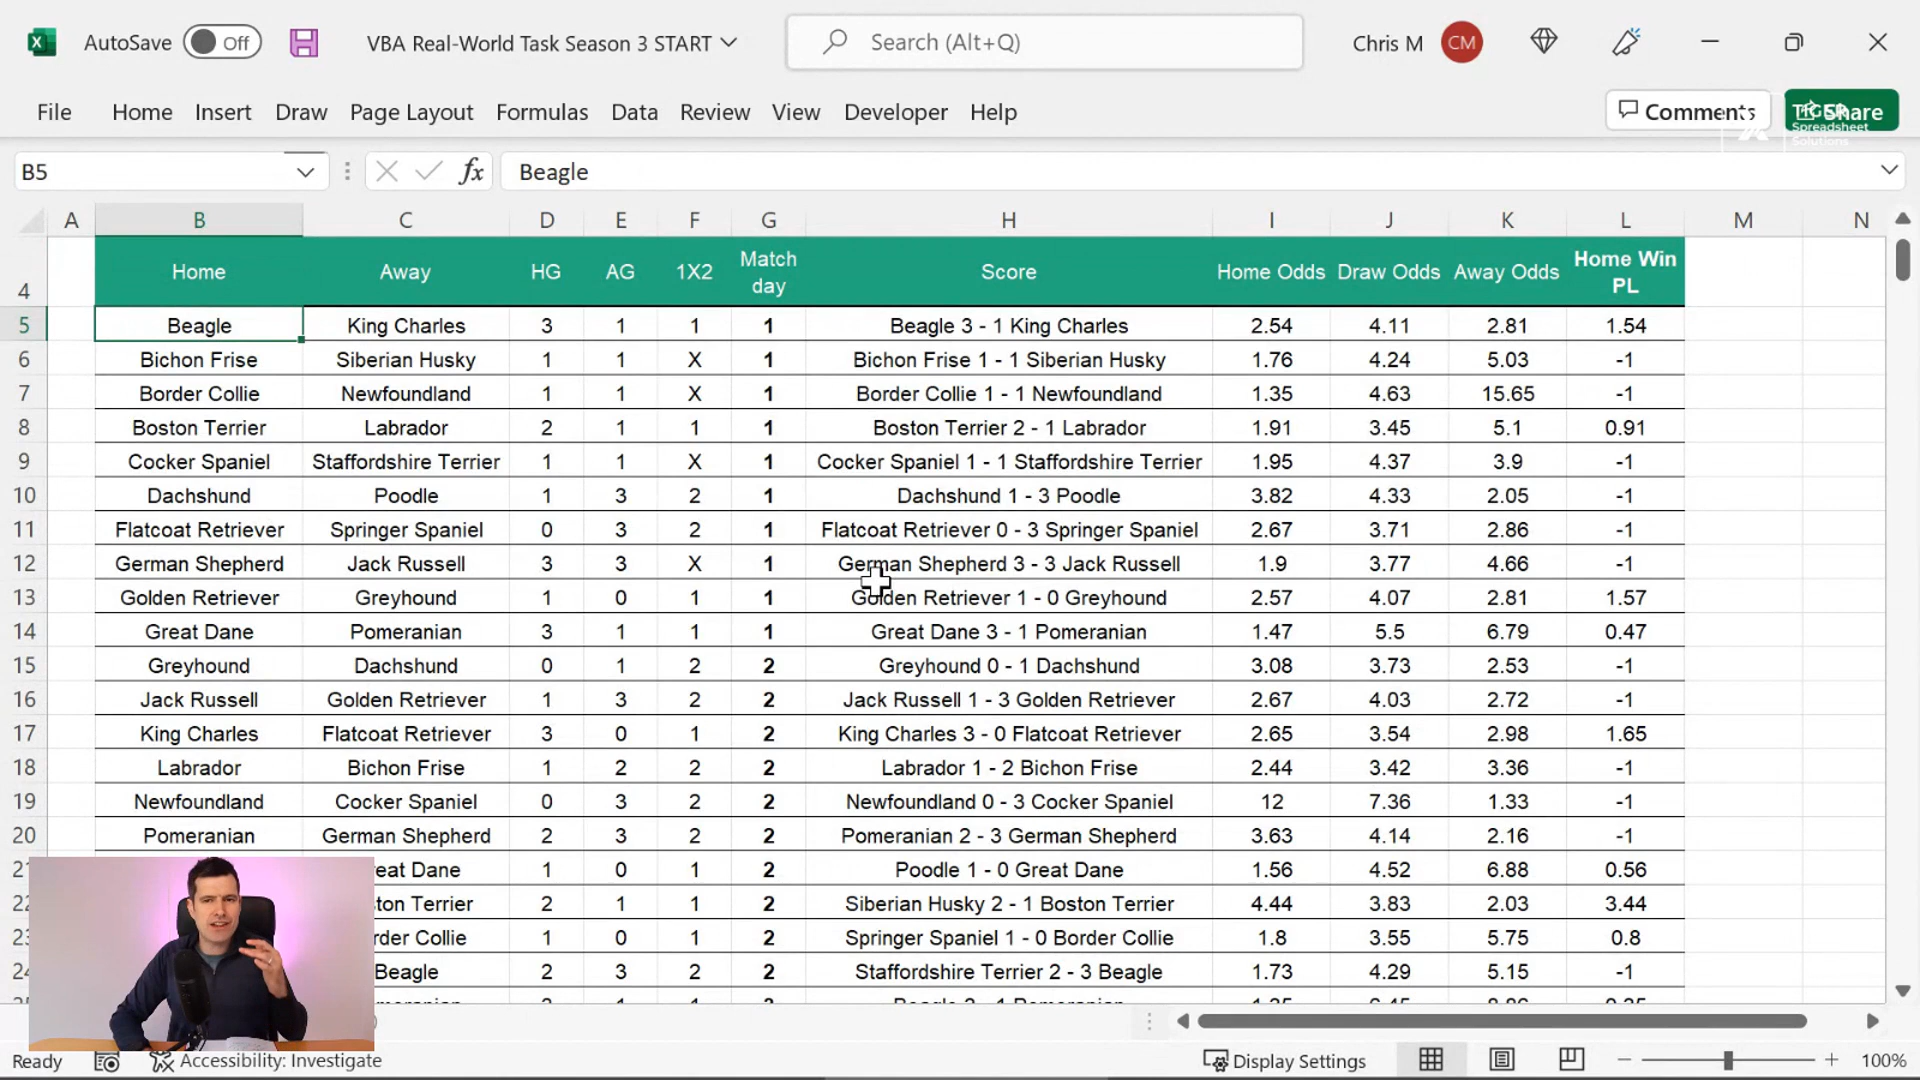 AutoSave Off VBA Real-World Task Season 3 START Search (Alt+Q) Chris M CM
File Home Insert Draw Page Layout Formulas Data Review View Developer Help Comments Share
TIGER
Spreadsheet
Solutions
B5 fx Beagle
A B C D E F G H I J K L M N
4 Home Away HG AG 1X2 Match day Score Home Odds Draw Odds Away Odds Home Win PL
5 Beagle King Charles 3 1 1 1 Beagle 3 - 1 King Charles 2.54 4.11 2.81 1.54
6 Bichon Frise Siberian Husky 1 1 X 1 Bichon Frise 1 - 1 Siberian Husky 1.76 4.24 5.03 -1
7 Border Collie Newfoundland 1 1 X 1 Border Collie 1 - 1 Newfoundland 1.35 4.63 15.65 -1
8 Boston Terrier Labrador 2 1 1 1 Boston Terrier 2 - 1 Labrador 1.91 3.45 5.1 0.91
9 Cocker Spaniel Staffordshire Terrier 1 1 X 1 Cocker Spaniel 1 - 1 Staffordshire Terrier 1.95 4.37 3.9 -1
10 Dachshund Poodle 1 3 2 1 Dachshund 1 - 3 Poodle 3.82 4.33 2.05 -1
11 Flatcoat Retriever Springer Spaniel 0 3 2 1 Flatcoat Retriever 0 - 3 Springer Spaniel 2.67 3.71 2.86 -1
12 German Shepherd Jack Russell 3 3 X 1 German Shepherd 3 - 3 Jack Russell 1.9 3.77 4.66 -1
13 Golden Retriever Greyhound 1 0 1 1 Golden Retriever 1 - 0 Greyhound 2.57 4.07 2.81 1.57
14 Great Dane Pomeranian 3 1 1 1 Great Dane 3 - 1 Pomeranian 1.47 5.5 6.79 0.47
15 Greyhound Dachshund 0 1 2 2 Greyhound 0 - 1 Dachshund 3.08 3.73 2.53 -1
16 Jack Russell Golden Retriever 1 3 2 2 Jack Russell 1 - 3 Golden Retriever 2.67 4.03 2.72 -1
17 King Charles Flatcoat Retriever 3 0 1 2 King Charles 3 - 0 Flatcoat Retriever 2.65 3.54 2.98 1.65
18 Labrador Bichon Frise 1 2 2 2 Labrador 1 - 2 Bichon Frise 2.44 3.42 3.36 -1
19 Newfoundland Cocker Spaniel 0 3 2 2 Newfoundland 0 - 3 Cocker Spaniel 12 7.36 1.33 -1
20 Pomeranian German Shepherd 2 3 2 2 Pomeranian 2 - 3 German Shepherd 3.63 4.14 2.16 -1
21 eat Dane 1 0 1 2 Poodle 1 - 0 Great Dane 1.56 4.52 6.88 0.56
22 ton Terrier 2 1 1 2 Siberian Husky 2 - 1 Boston Terrier 4.44 3.83 2.03 3.44
23 rder Collie 1 0 1 2 Springer Spaniel 1 - 0 Border Collie 1.8 3.55 5.75 0.8
24 Beagle 2 3 2 2 Staffordshire Terrier 2 - 3 Beagle 1.73 4.29 5.15 -1
Ready Accessibility: Investigate Display Settings 100%